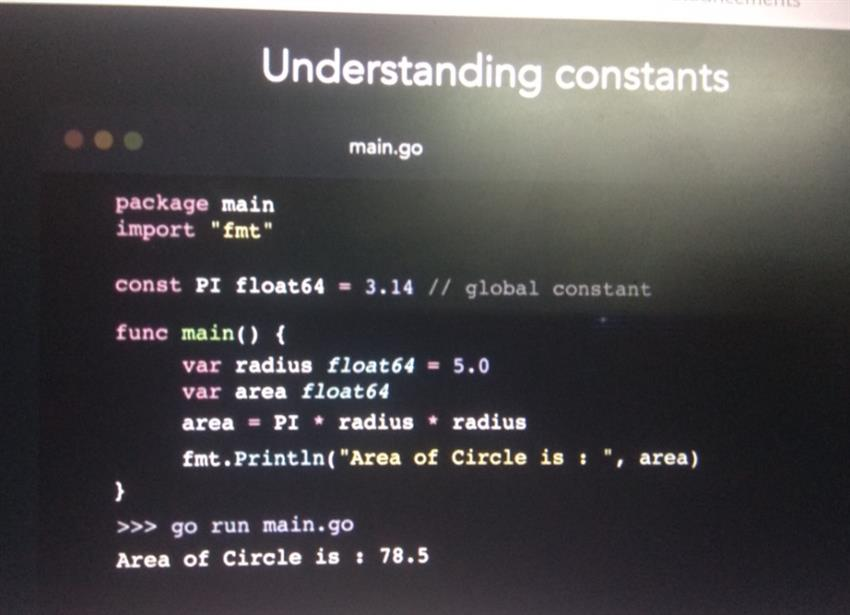 Understanding constants
main.go
package main
import "fmt"
const PI float64 = 3.14 // global constant
func main() {
var radius float64 = 5.0
var area float64
area = PI * radius * radius
fmt.Println("Area of Circle is : ", area)
}
>>> go run main.go
Area of Circle is : 78.5